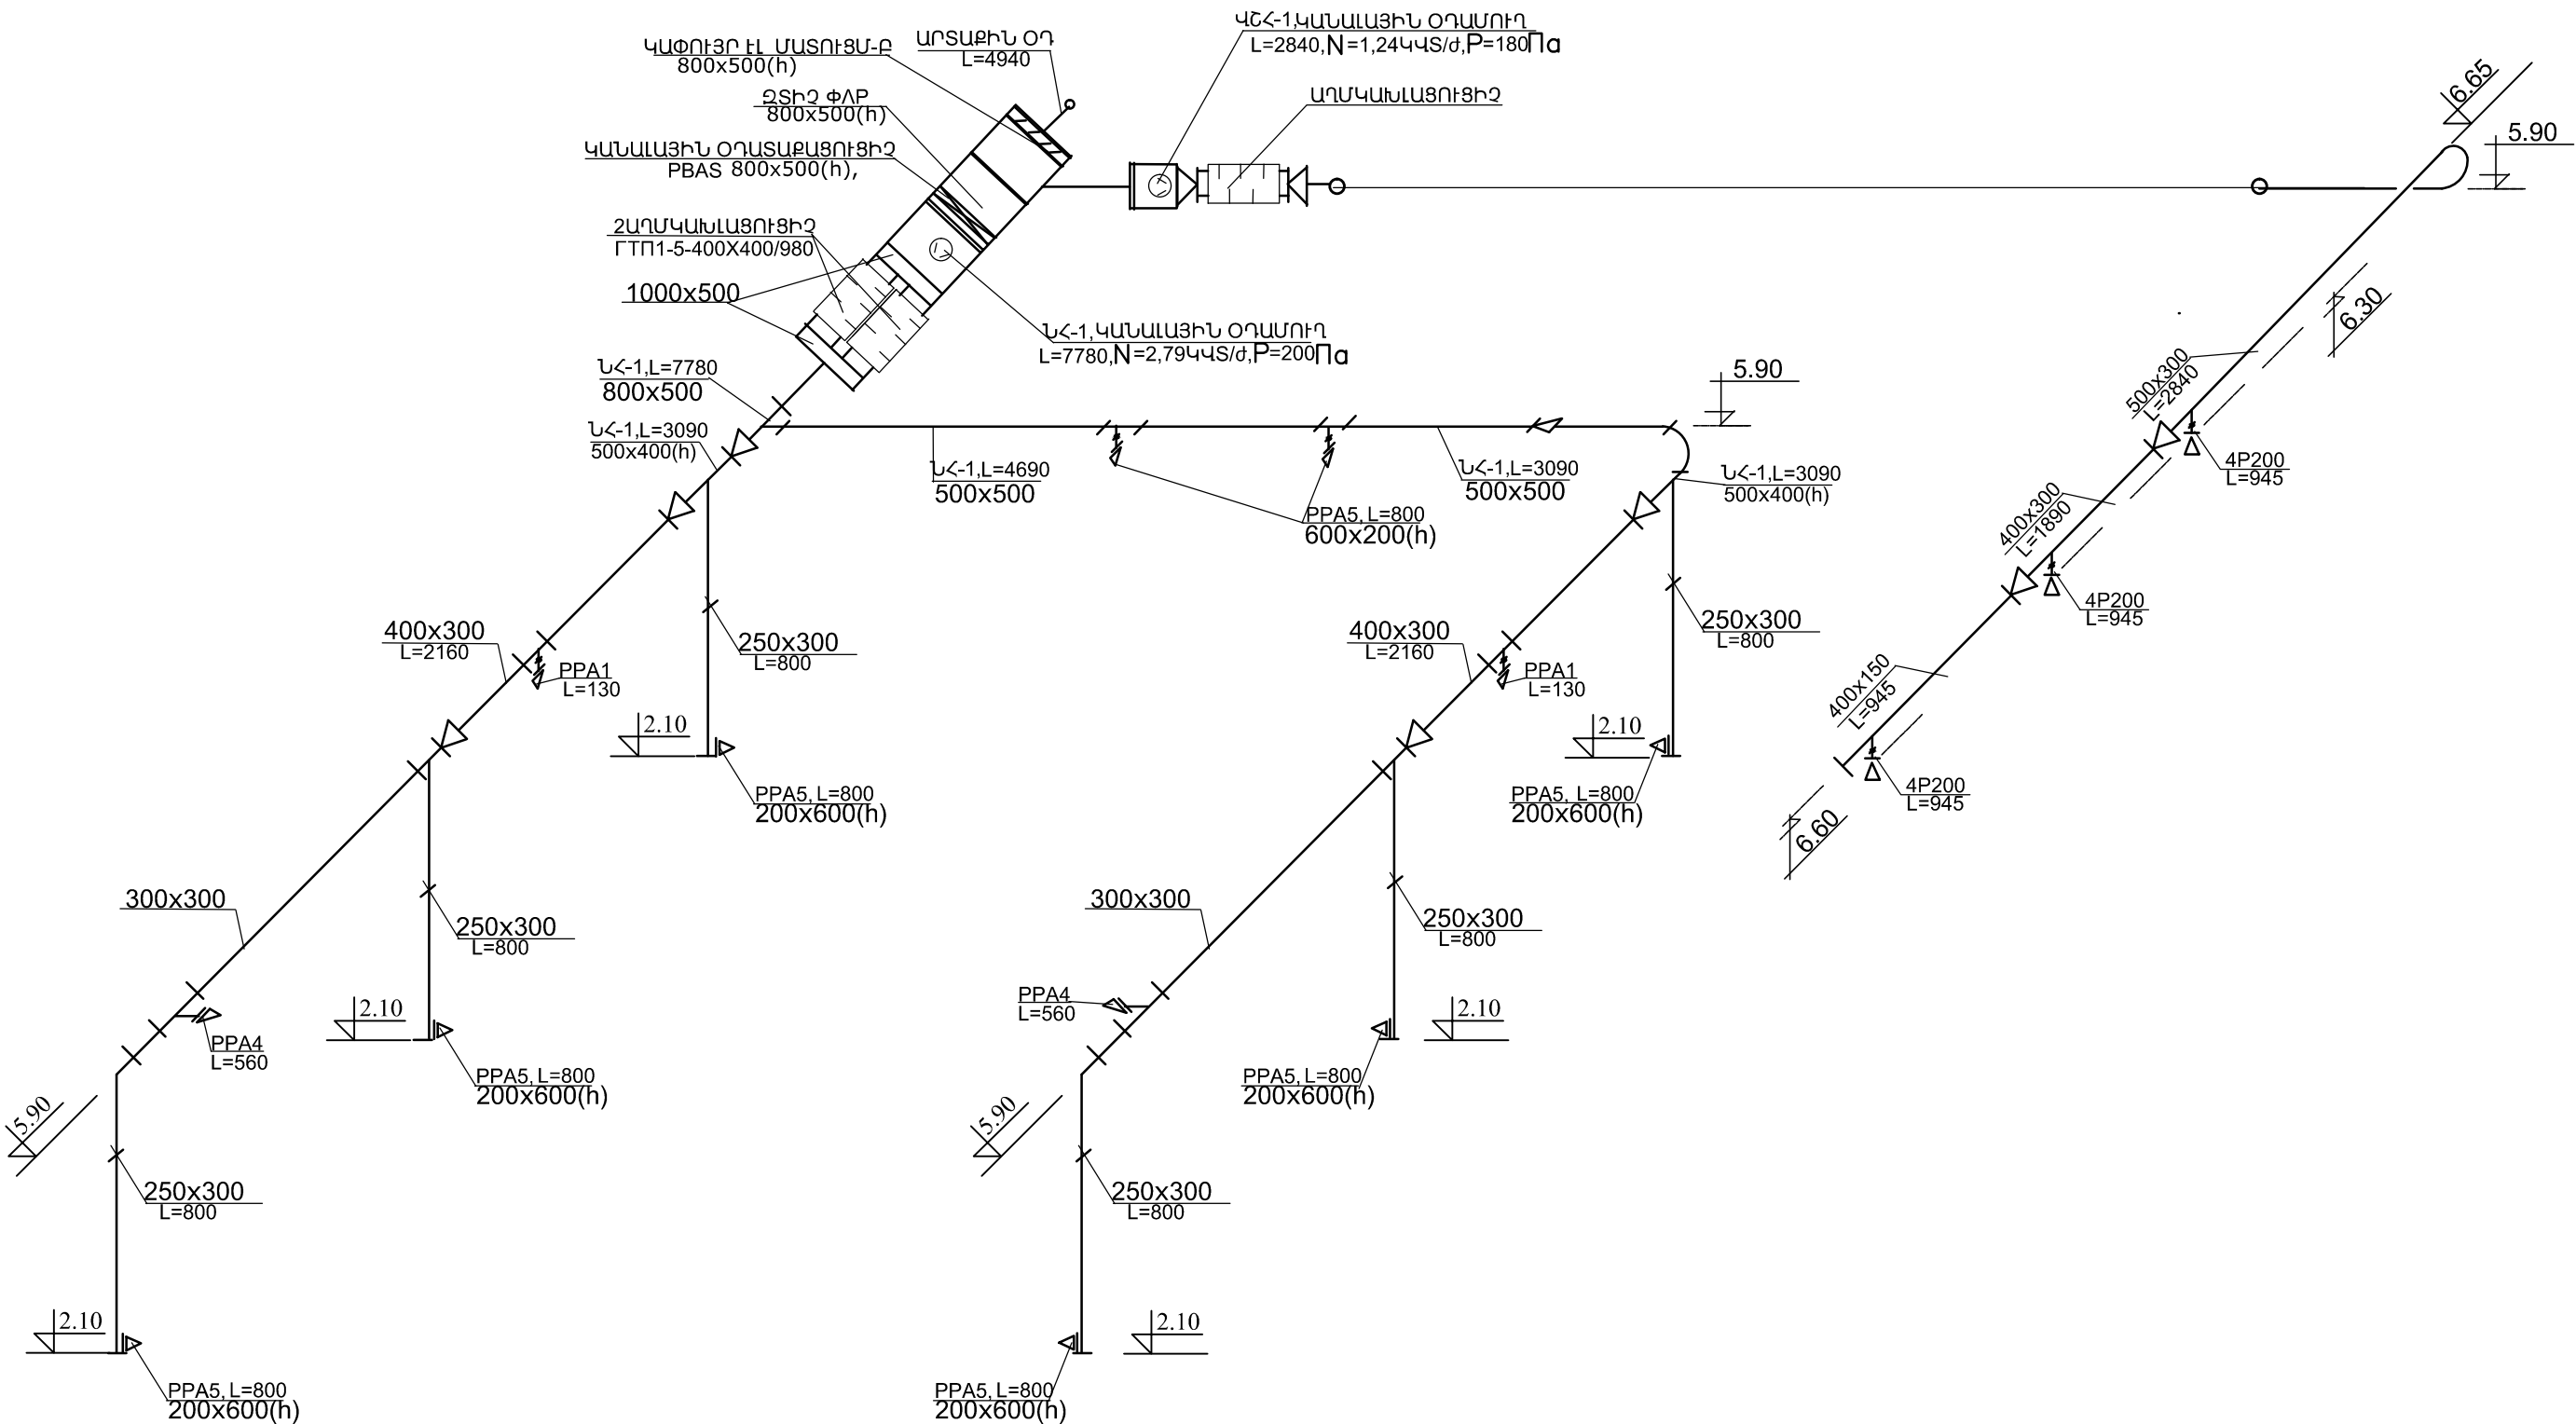 ՎՇՀ-1,ԿԱՆԱԼԱՅԻՆ ՕԴԱՄՈՒՂ
L=2840,N=1,24ԿՎՏ/ժ,P=180Па
ԿԱՓՈՒՅՐ ԷԼ ՄԱՏՈՒՑՄ-Բ
800x500(h)
ԱՐՏԱՔԻՆ ՕԴ
L=4940
ԶՏԻՉ ФЛР
800x500(h)
ԱՂՄԿԱԽԼԱՑՈՒՑԻՉ
6.65
5.90
ԿԱՆԱԼԱՅԻՆ ՕԴԱՏԱՔԱՑՈՒՑԻՉ
PBAS 800x500(h),
2ԱՂՄԿԱԽԼԱՑՈՒՑԻՉ
ГТП1-5-400X400/980
1000x500
ՆՀ-1,ԿԱՆԱԼԱՅԻՆ ՕԴԱՄՈՒՂ
L=7780,N=2,79ԿՎՏ/ժ,P=200Па
6.30
ՆՀ-1,L=7780
800x500
5.90
500x300
L=2840
ՆՀ-1,L=3090
500x400(h)
ՆՀ-1,L=4690
500x500
ՆՀ-1,L=3090
500x500
ՆՀ-1,L=3090
500x400(h)
4P200
L=945
PPA5, L=800
600x200(h)
400x300
L=1890
4P200
L=945
400x300
L=2160
250x300
L=800
PPA1
L=130
400x300
L=2160
250x300
L=800
PPA1
L=130
400x150
L=945
2.10
2.10
4P200
L=945
PPA5, L=800
200x600(h)
PPA5, L=800
200x600(h)
6.60
300x300
250x300
L=800
300x300
250x300
L=800
2.10
PPA4
L=560
2.10
PPA4
L=560
PPA5, L=800
200x600(h)
PPA5, L=800
200x600(h)
5.90
5.90
250x300
L=800
250x300
L=800
2.10
2.10
PPA5, L=800
200x600(h)
PPA5, L=800
200x600(h)